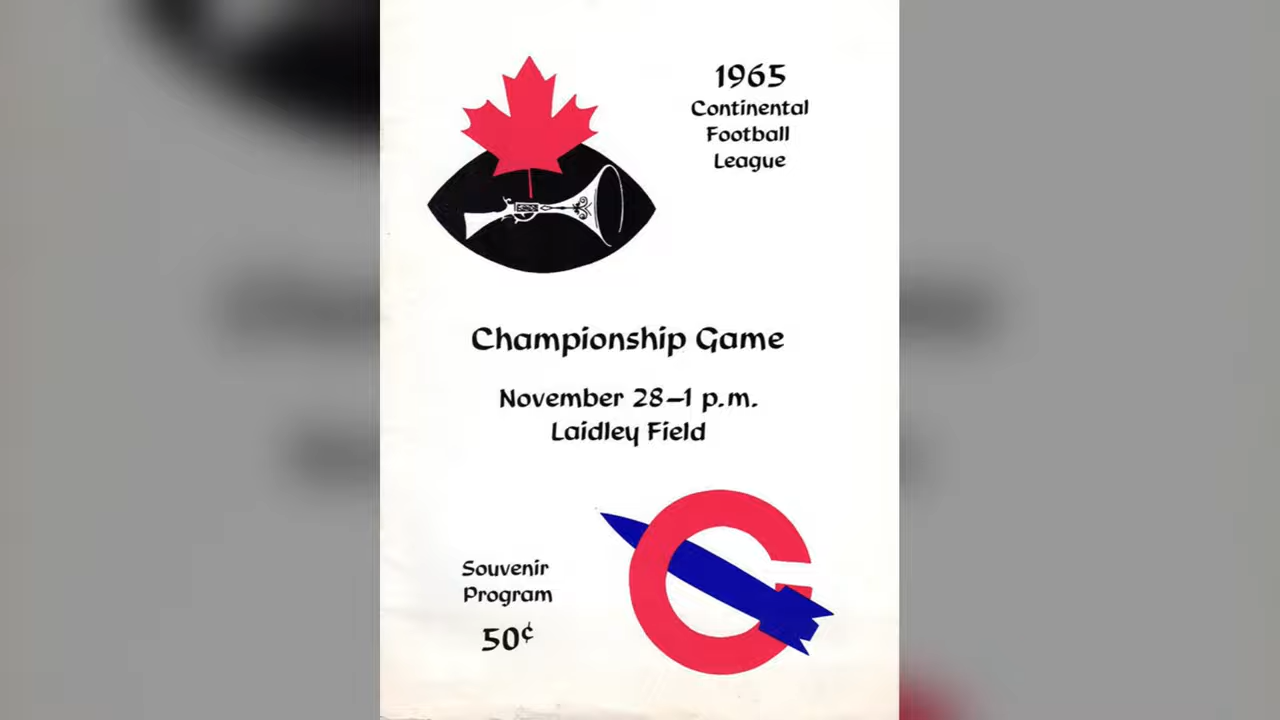 1965
Continental
Football
League
Championship Game
November 28–1 p.m.
Laidley Field
Souvenir
Program
50¢